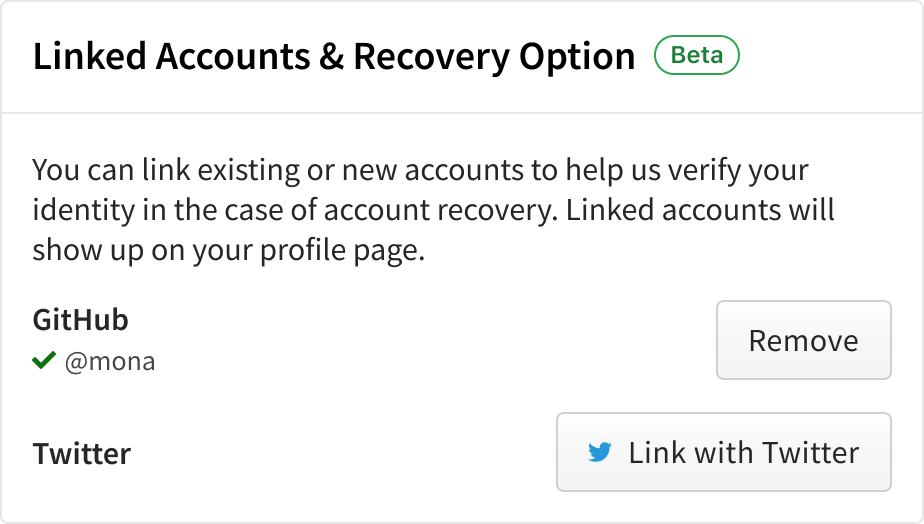 Linked Accounts & Recovery Option Beta
You can link existing or new accounts to help us verify your
identity in the case of account recovery. Linked accounts will
show up on your profile page.
GitHub
@mona
Remove
Twitter
Link with Twitter